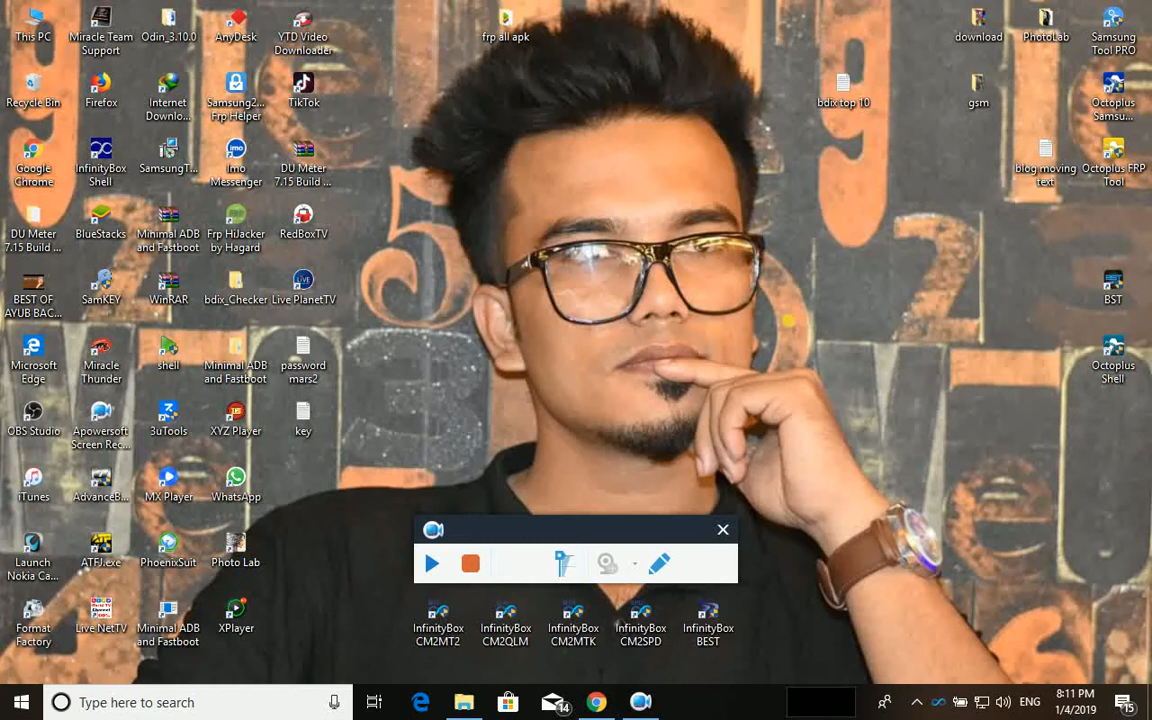 This PC
Miracle Team
Support
Odin_3.10.0
AnyDesk
YTD Video
Downloader
frp all apk
download
PhotoLab
Samsung
Tool PRO
Recycle Bin
Firefox
Internet
Downlo...
Samsung2...
Frp Helper
TikTok
bdix top 10
gsm
Octoplus
Samsu...
Google
Chrome
InfinityBox
Shell
SamsungT...
Imo
Messenger
DU Meter
7.15 Build ...
blog moving
text
Octoplus FRP
Tool
DU Meter
7.15 Build ...
BlueStacks
Minimal ADB
and Fastboot
Frp HiJacker
by Hagard
RedBoxTV
BEST OF
AYUB BAC...
SamKEY
WinRAR
bdix_Checker
Live PlanetTV
BST
Microsoft
Edge
Miracle
Thunder
shell
Minimal ADB
and Fastboot
password
mars2
Octoplus
Shell
OBS Studio
Apowersoft
Screen Rec...
3uTools
XYZ Player
key
iTunes
AdvanceB...
MX Player
WhatsApp
Launch
Nokia Ca...
ATFJ.exe
PhoenixSuit
Photo Lab
Format
Factory
Live NetTV
Minimal ADB
and Fastboot
XPlayer
InfinityBox
CM2MT2
InfinityBox
CM2QLM
InfinityBox
CM2MTK
InfinityBox
CM2SPD
InfinityBox
BEST
Type here to search
14
ENG
8:11 PM
1/4/2019
15